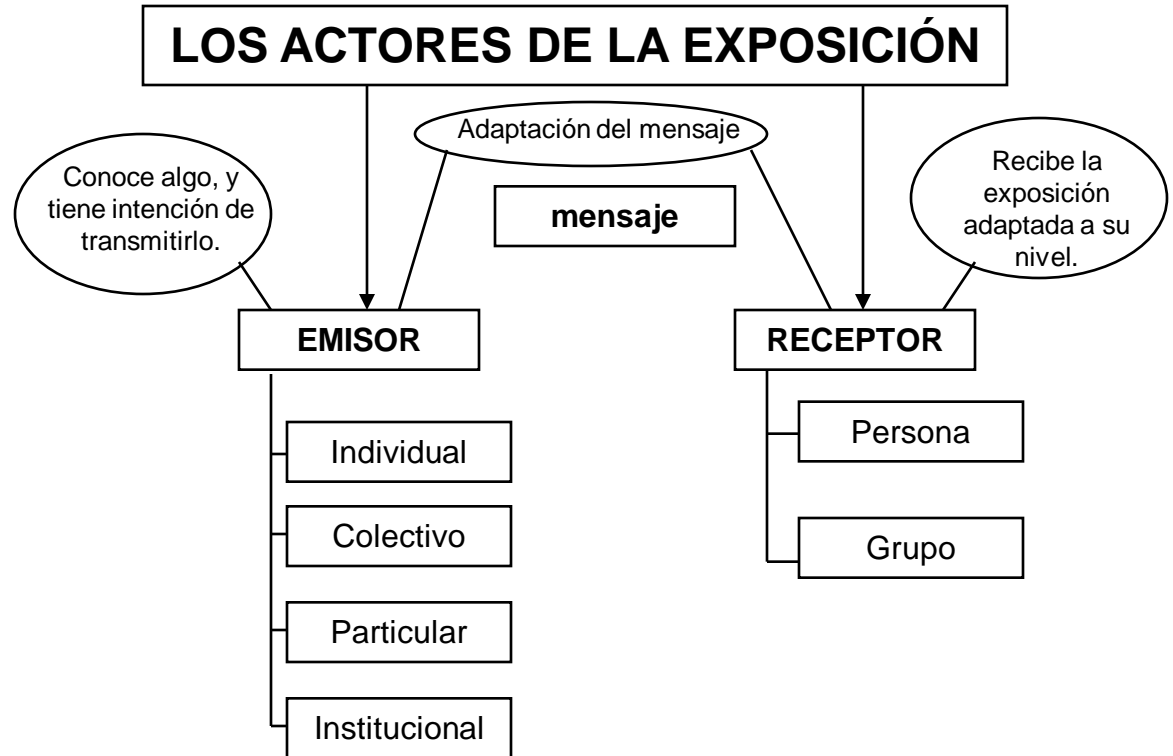 LOS ACTORES DE LA EXPOSICIÓN
Adaptación del mensaje
Conoce algo, y
tiene intención de
transmitirlo.
mensaje
Recibe la
exposición
adaptada a su
nivel.
EMISOR
RECEPTOR
Individual
Colectivo
Particular
Institucional
Persona
Grupo